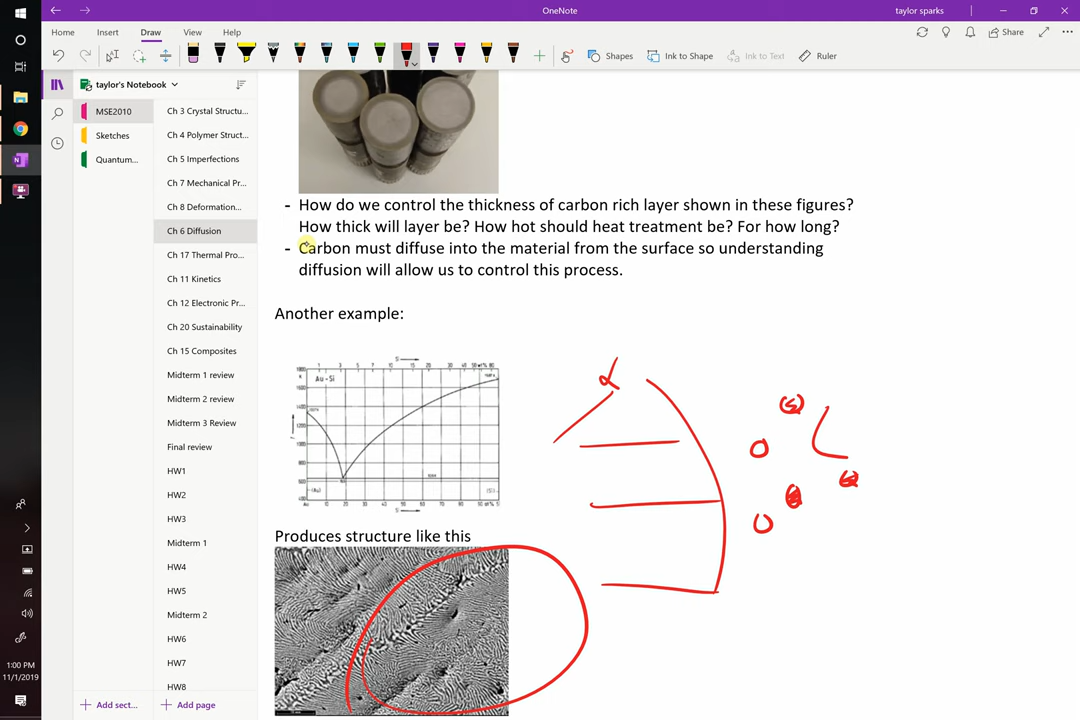 OneNote
taylor sparks
Home
Insert
Draw
View
Help
Share
Shapes
Ink to Shape
Ink to Text
Ruler
taylor's Notebook
MSE2010
Sketches
Quantum...
Ch 3 Crystal Structu...
Ch 4 Polymer Struct...
Ch 5 Imperfections
Ch 7 Mechanical Pr...
Ch 8 Deformation...
Ch 6 Diffusion
Ch 17 Thermal Pro...
Ch 11 Kinetics
Ch 12 Electronic Pr...
Ch 20 Sustainability
Ch 15 Composites
Midterm 1 review
Midterm 2 review
Midterm 3 Review
Final review
HW1
HW2
HW3
Midterm 1
HW4
HW5
Midterm 2
HW6
HW7
HW8
Add sect...
Add page
- How do we control the thickness of carbon rich layer shown in these figures?
How thick will layer be? How hot should heat treatment be? For how long?
- Carbon must diffuse into the material from the surface so understanding
diffusion will allow us to control this process.
Another example:
Au-Si
α
L
Produces structure like this
1:00 PM
11/1/2019